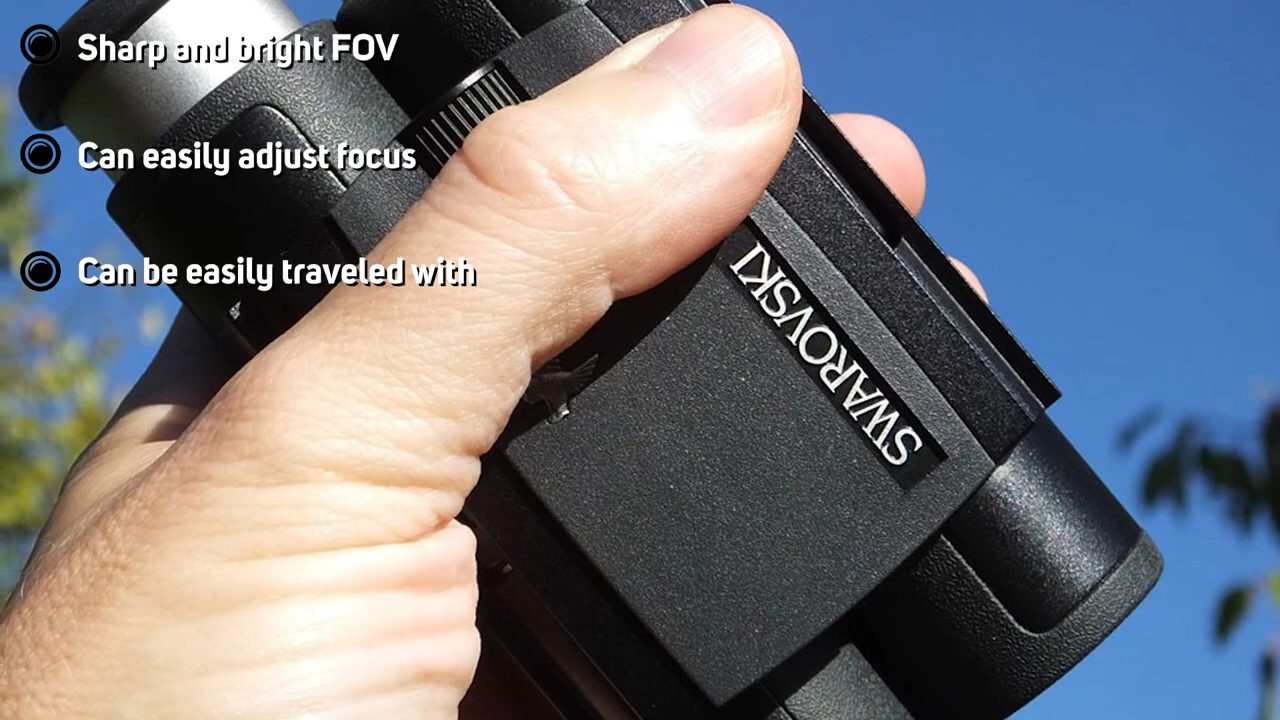 Sharp and bright FOV
Can easily adjust focus
Can be easily traveled with
SWAROVSKI